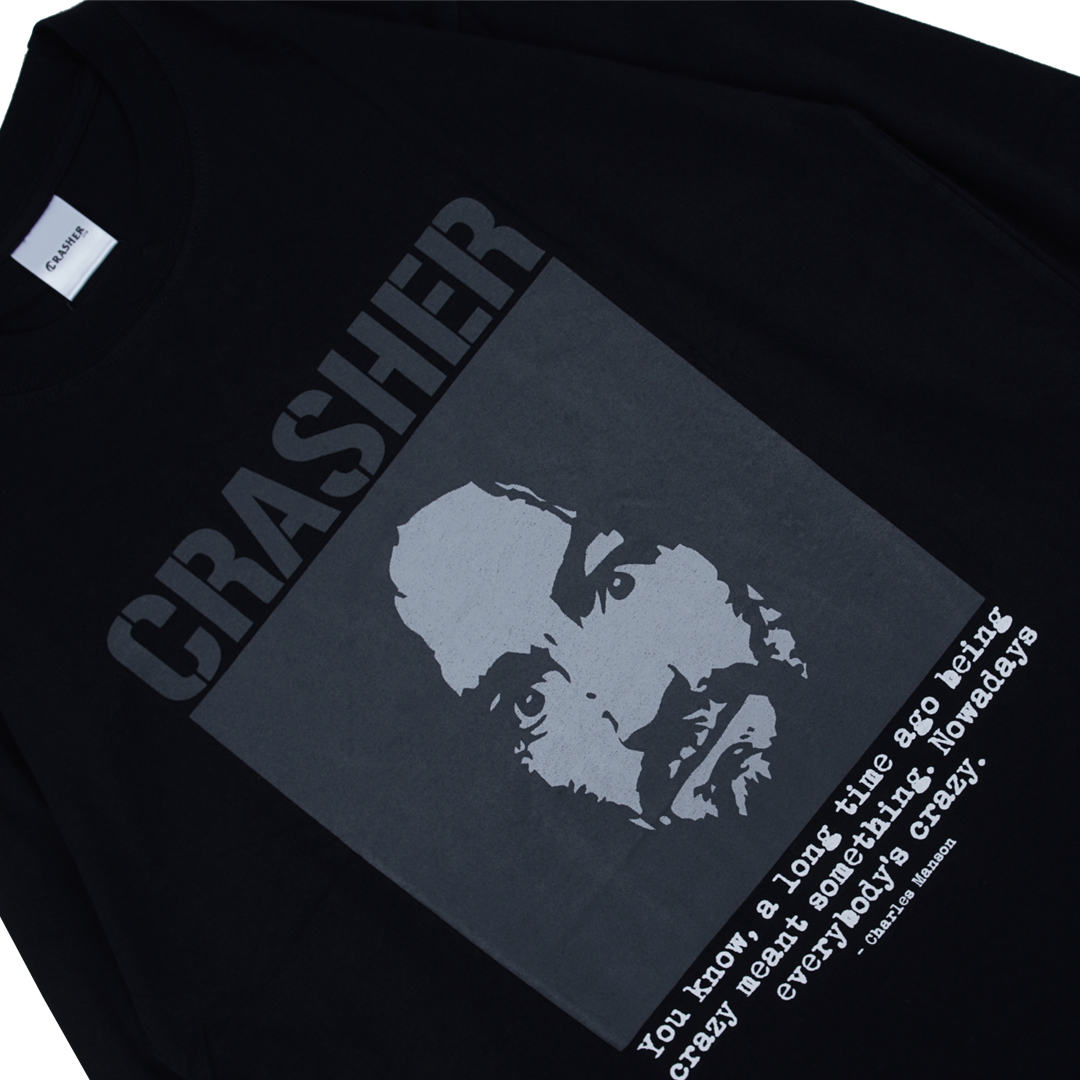 CRASHER
CRASHER
You know, a long time ago being
crazy meant something. Nowadays
everybody's crazy.
- Charles Manson